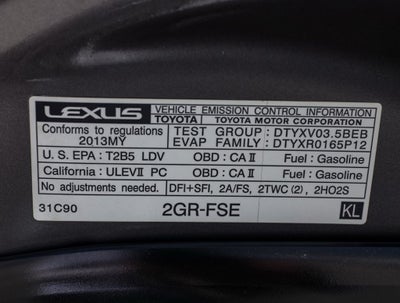 LEXUS VEHICLE EMISSION CONTROL INFORMATION
TOYOTA TOYOTA MOTOR CORPORATION
Conforms to regulations TEST GROUP : DTYXV03.5BEB
2013MY EVAP FAMILY: DTYXR0165P12
U. S. EPA : T2B5 LDV OBD : CA II Fuel : Gasoline
California : ULEVII PC OBD : CA II Fuel : Gasoline
No adjustments needed. DFI+SFI, 2A/FS, 2TWC (2), 2HO2S
31C90 2GR-FSE KL